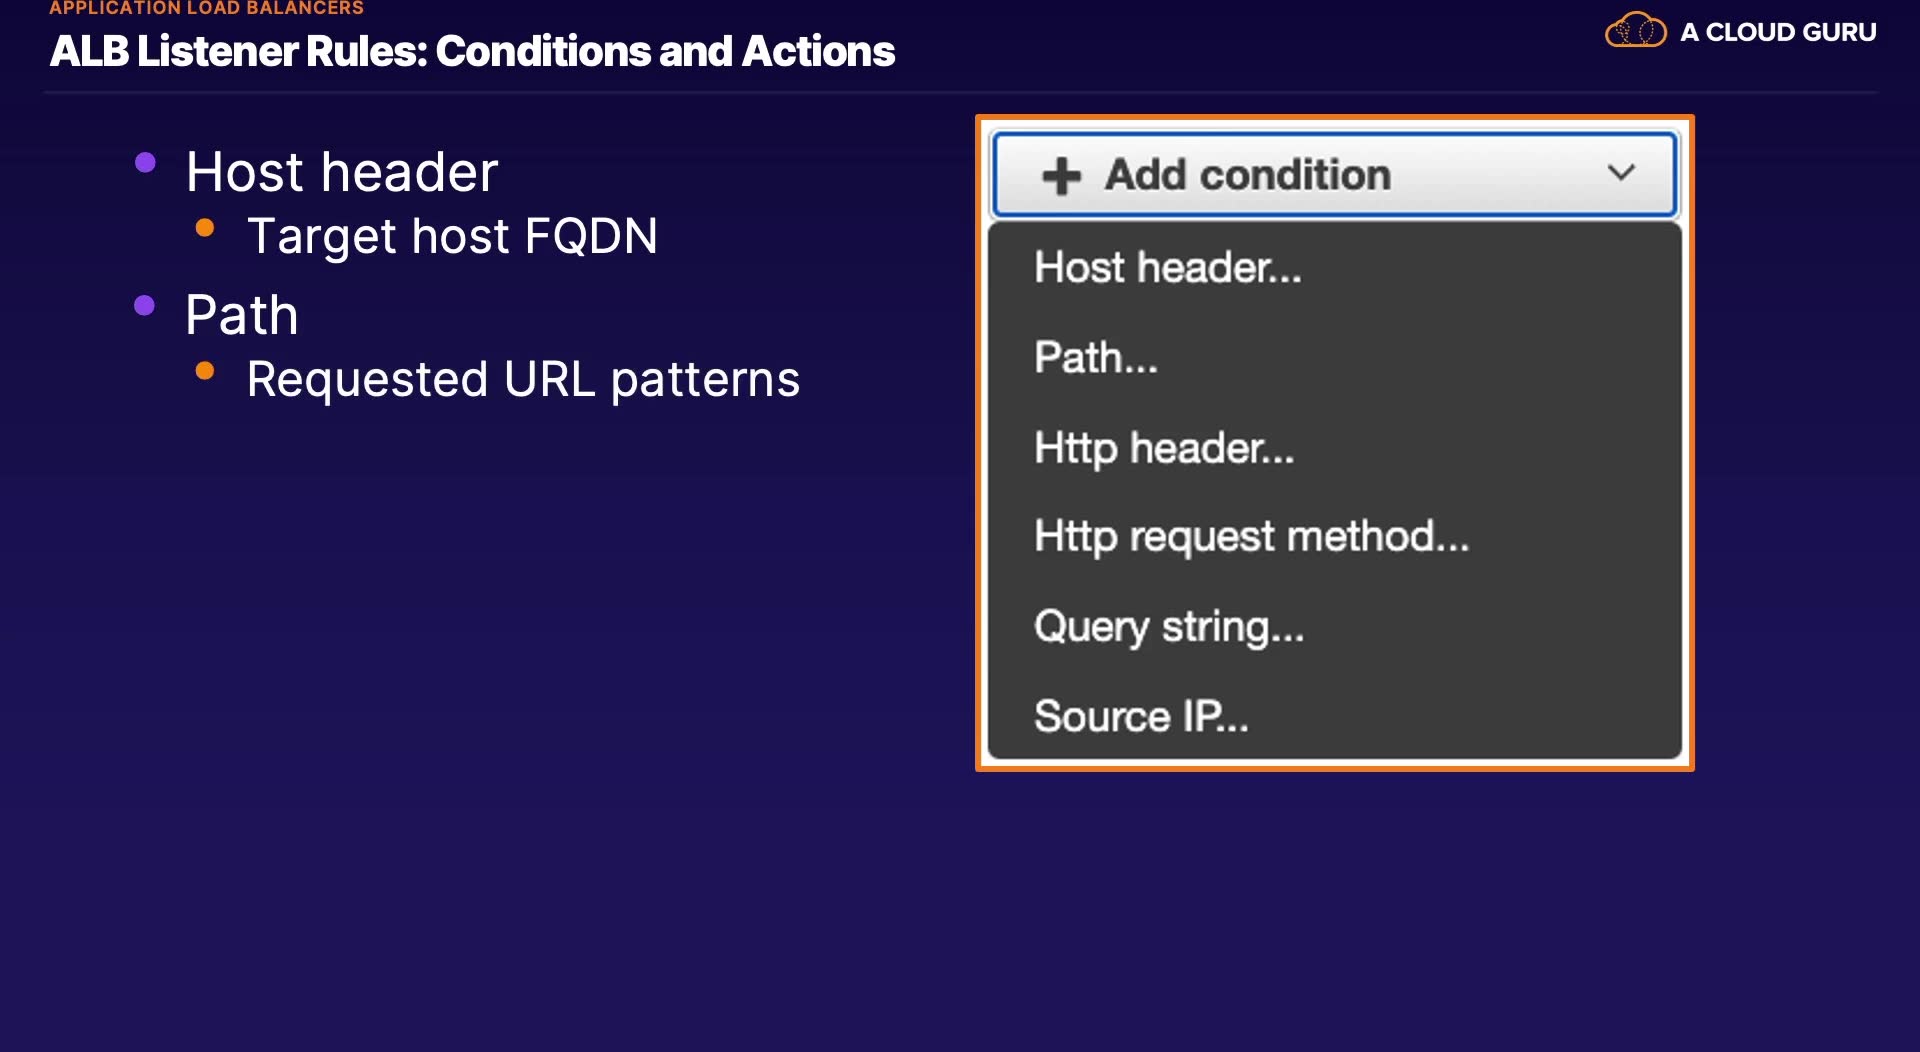 APPLICATION LOAD BALANCERS
ALB Listener Rules: Conditions and Actions
A CLOUD GURU
Host header
Target host FQDN
Path
Requested URL patterns
Add condition
Host header...
Path...
Http header...
Http request method...
Query string...
Source IP...